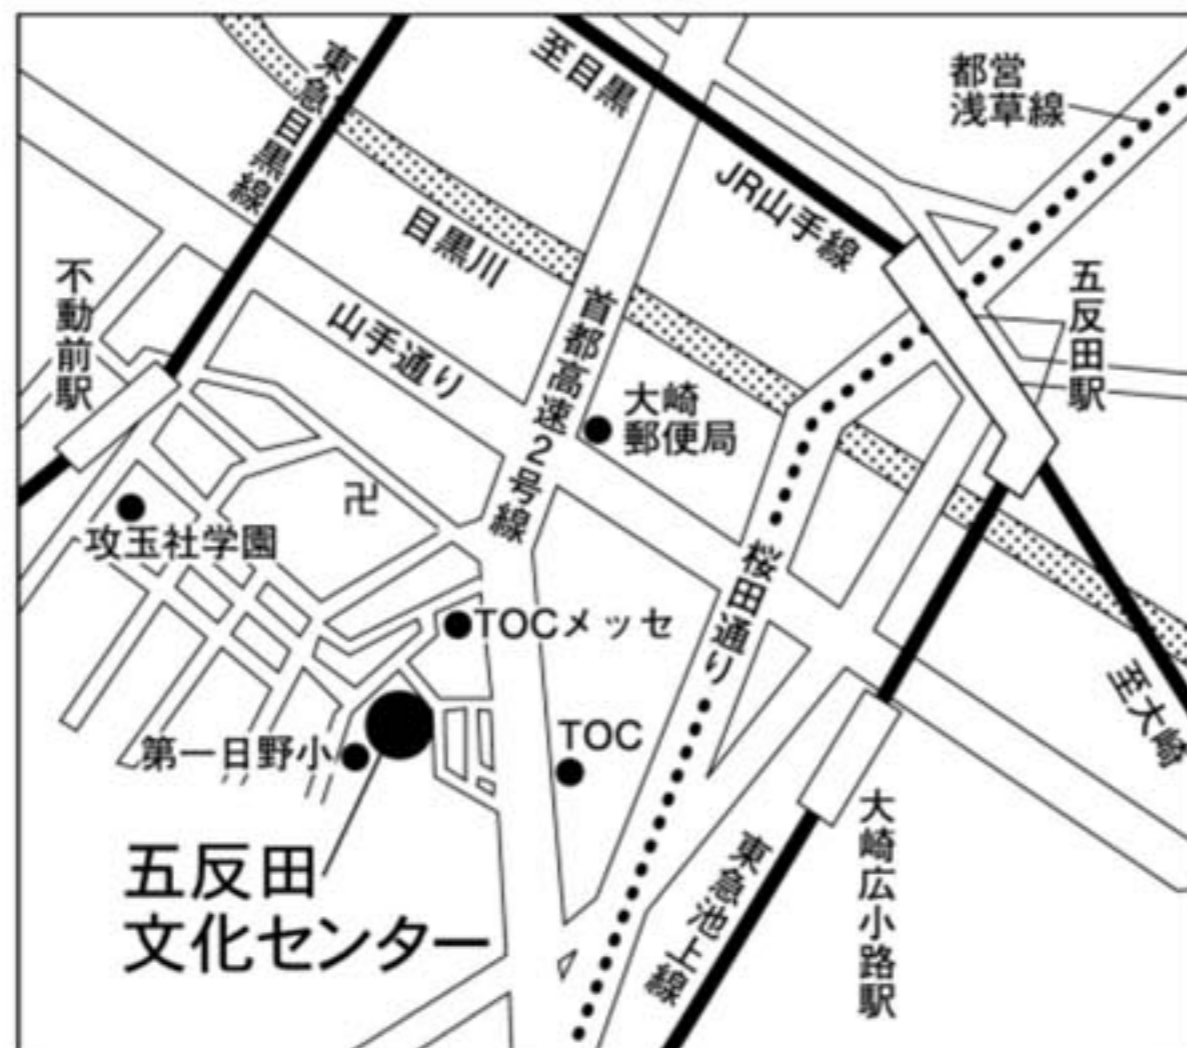 東急目黒線
至目黒
都営
浅草線
JR山手線
目黒川
不動前駅
山手通り
首都高速2号線
五反田駅
大崎
郵便局
卍
攻玉社学園
桜田通り
TOCメッセ
至大崎
TOC
第一日野小
大崎広小路駅
五反田
文化センター
東急池上線